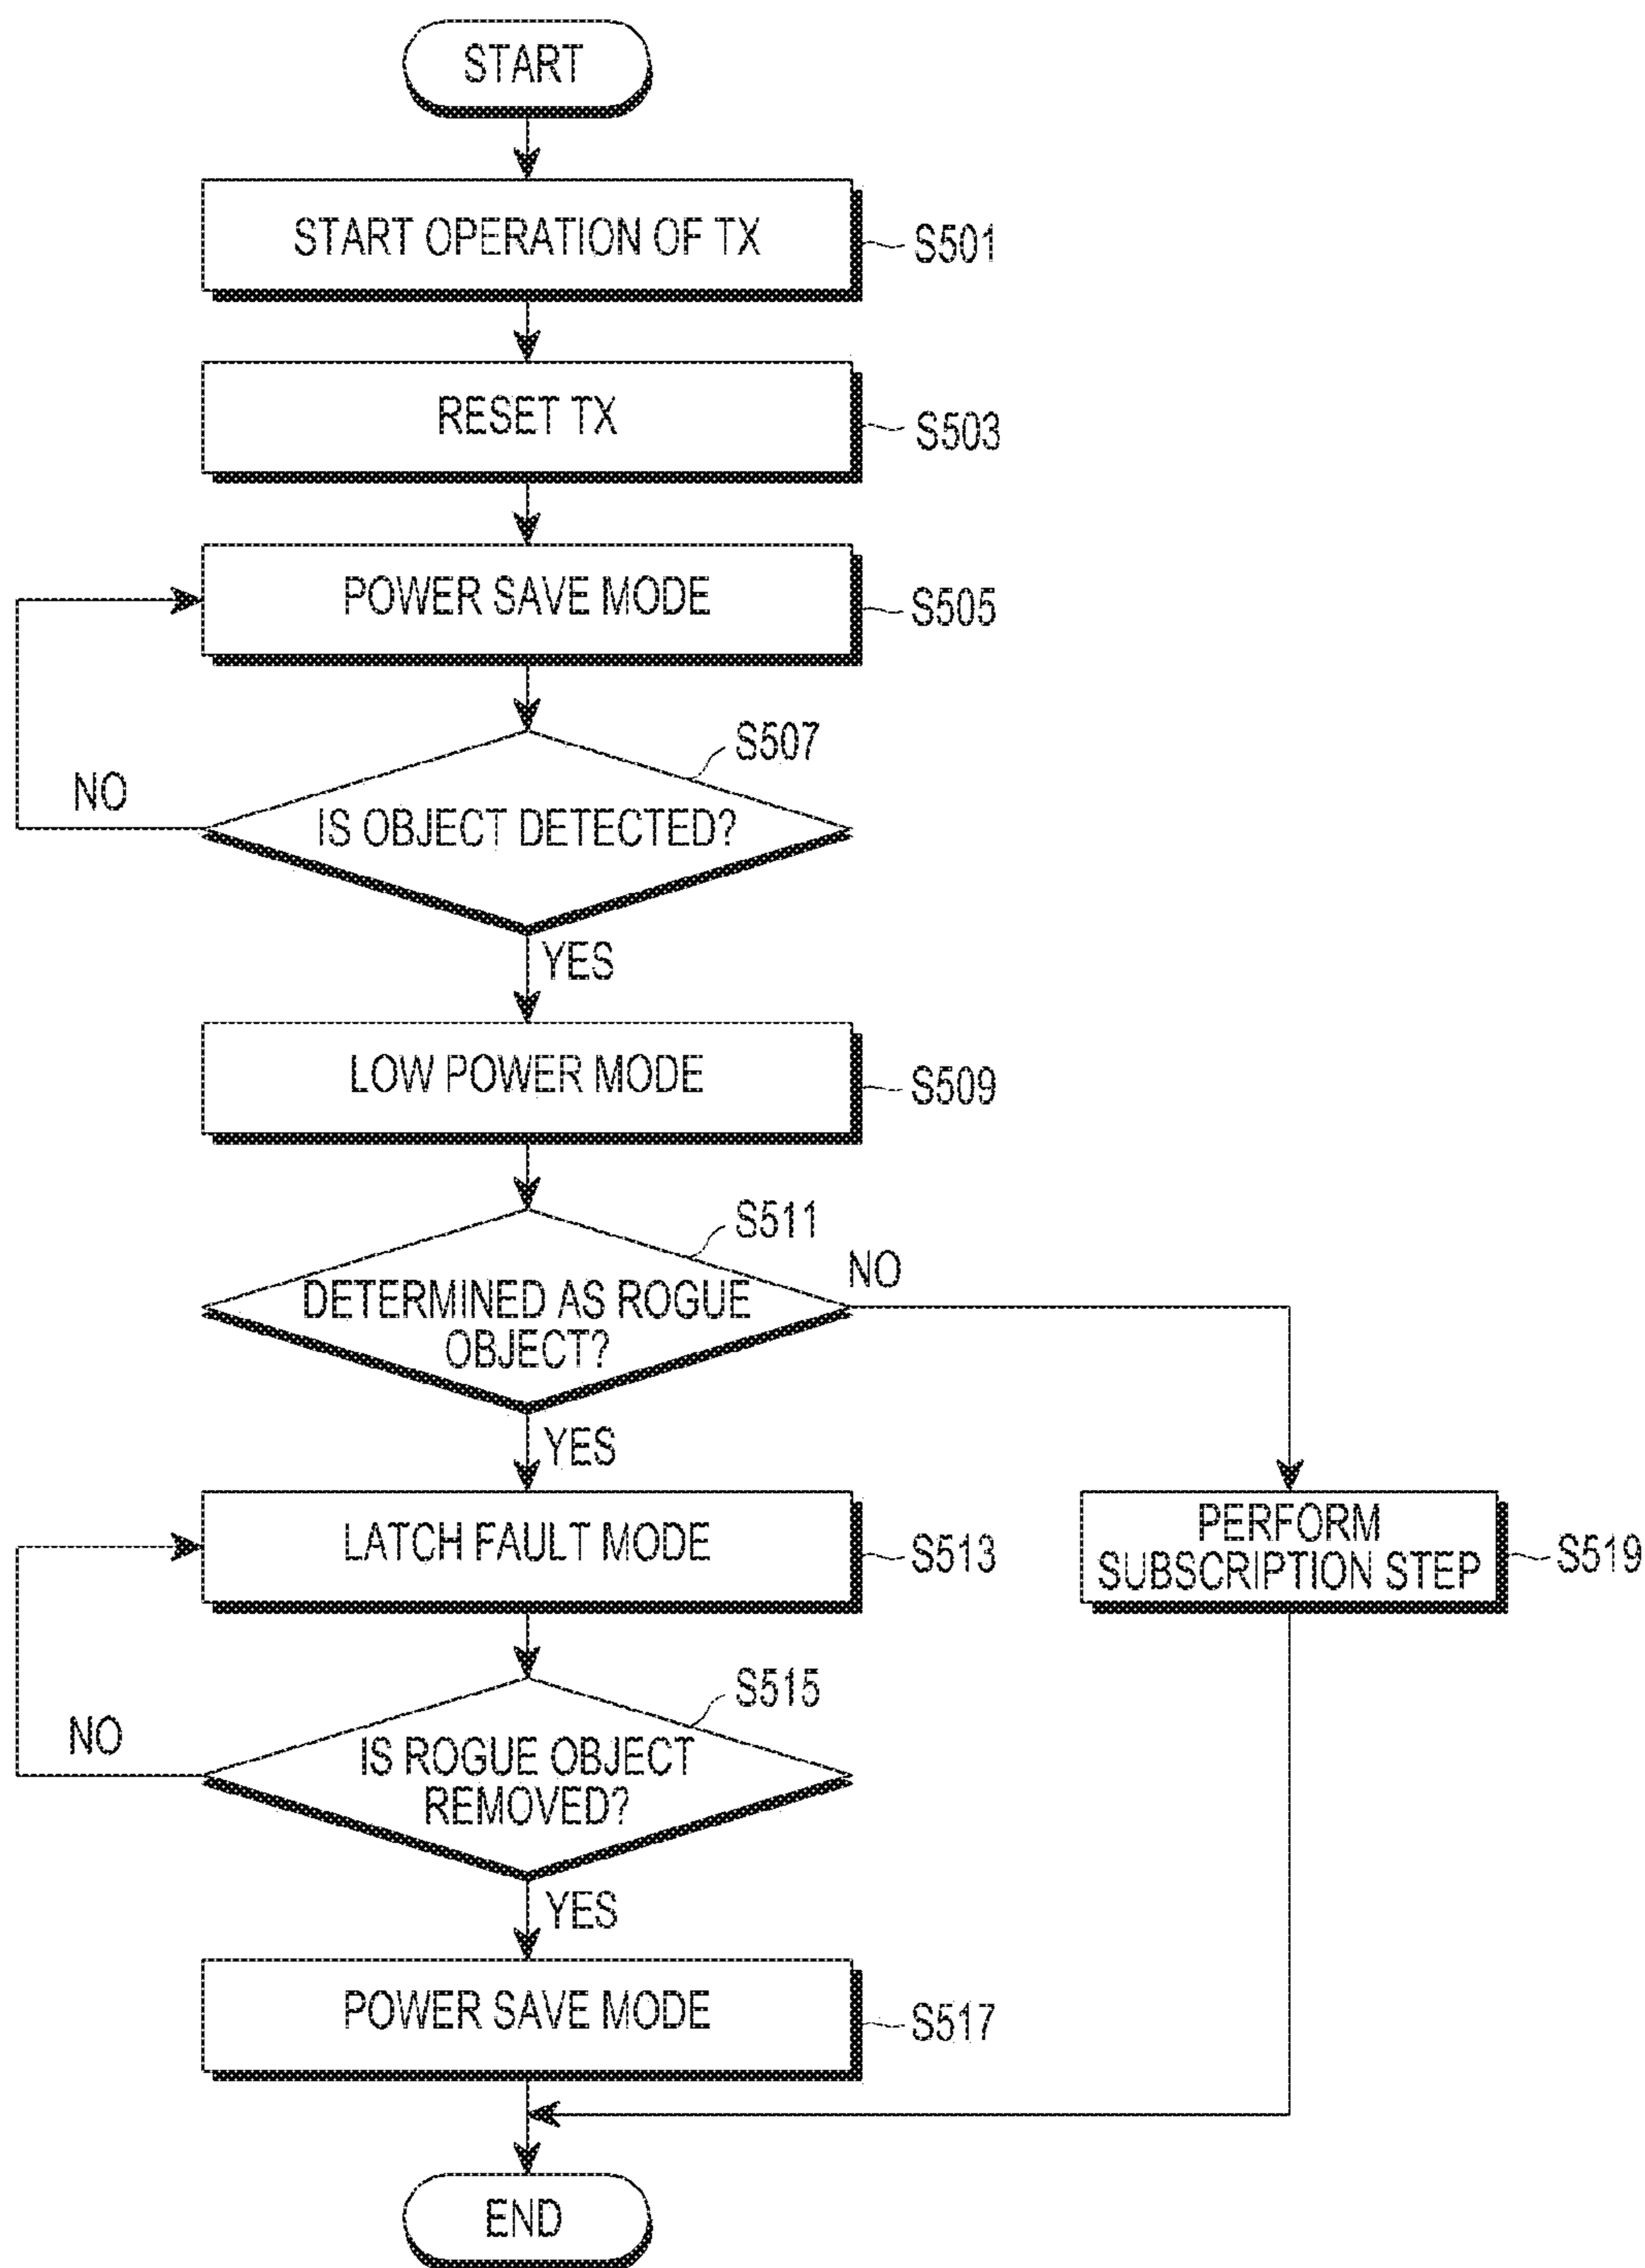 START
START OPERATION OF TX
S501
RESET TX
S503
POWER SAVE MODE
S505
S507
NO
IS OBJECT DETECTED?
YES
LOW POWER MODE
S509
S511
NO
DETERMINED AS ROGUE
OBJECT?
YES
LATCH FAULT MODE
S513
PERFORM
SUBSCRIPTION STEP
S519
S515
NO
IS ROGUE OBJECT
REMOVED?
YES
POWER SAVE MODE
S517
END